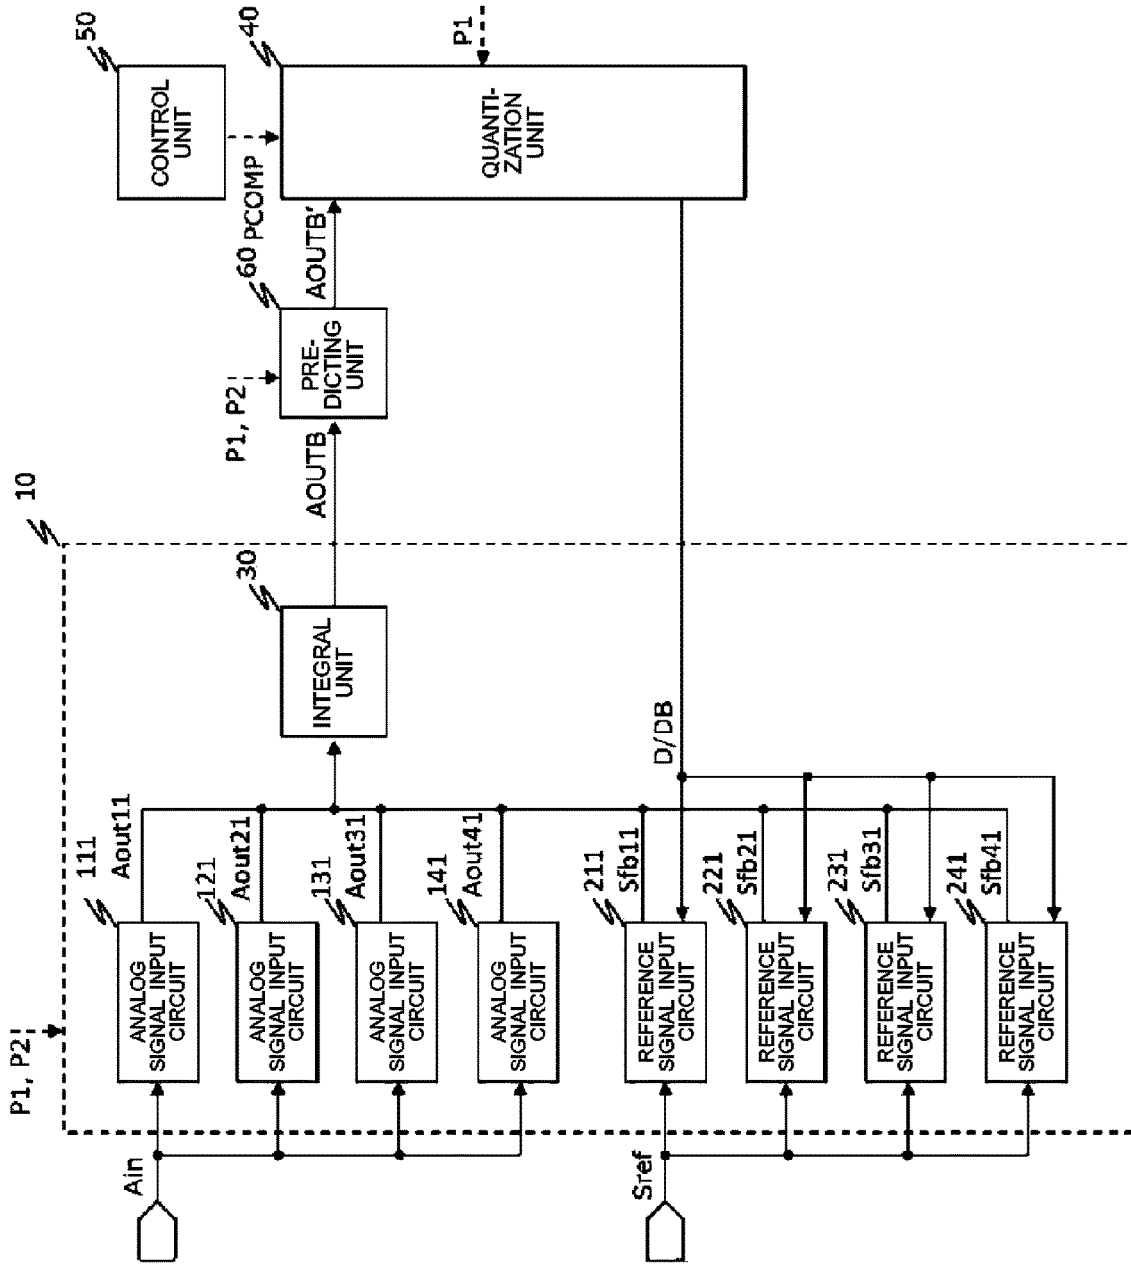 P1, P2
10
Ain
ANALOG
SIGNAL INPUT
CIRCUIT
111
Aout11
ANALOG
SIGNAL INPUT
CIRCUIT
121
Aout21
ANALOG
SIGNAL INPUT
CIRCUIT
131
Aout31
ANALOG
SIGNAL INPUT
CIRCUIT
141
Aout41
Sref
REFERENCE
SIGNAL INPUT
CIRCUIT
211
Sfb11
REFERENCE
SIGNAL INPUT
CIRCUIT
221
Sfb21
REFERENCE
SIGNAL INPUT
CIRCUIT
231
Sfb31
REFERENCE
SIGNAL INPUT
CIRCUIT
241
Sfb41
INTEGRAL
UNIT
30
AOUTB
P1, P2
PRE-
DICTING
UNIT
60
AOUTB'
CONTROL
UNIT
50
PCOMP
QUANTI-
ZATION
UNIT
40
P1
D/DB